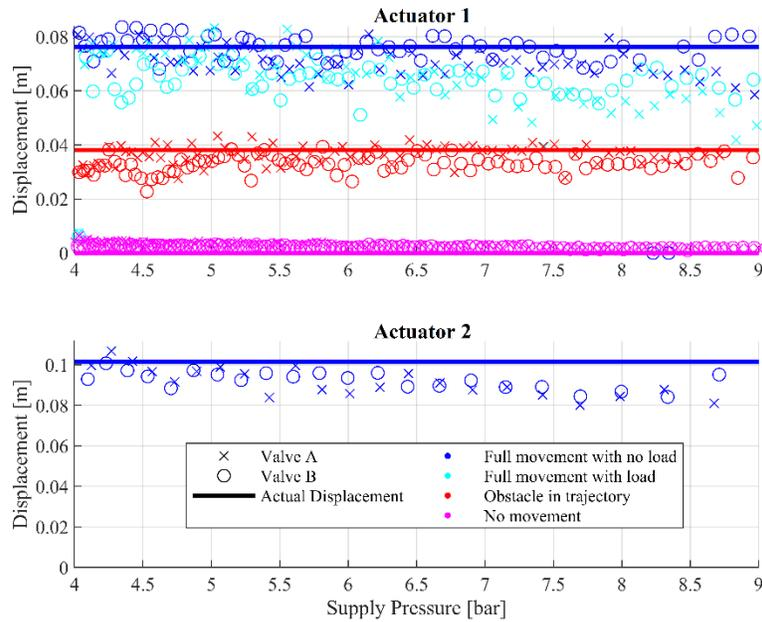 Actuator 1
Displacement [m]
0.08
0.06
0.04
0.02
0
4 4.5 5 5.5 6 6.5 7 7.5 8 8.5 9
Actuator 2
Displacement [m]
0.1
0.08
0.06
0.04
0.02
0
Valve A
Valve B
Actual Displacement
Full movement with no load
Full movement with load
Obstacle in trajectory
No movement
4 4.5 5 5.5 6 6.5 7 7.5 8 8.5 9
Supply Pressure [bar]